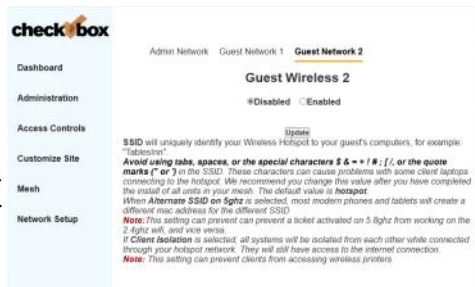 check box
Admin Network Guest Network 1 Guest Network 2
Dashboard
Guest Wireless 2
Administration
Disabled Enabled
Access Controls
Update
SSID will uniquely identify your Wireless Hotspot to your guest's computers, for example:
"TablesInn"
Customize Site
Avoid using tabs, spaces, or the special characters $ & = + ! # ; [ /, or the quote
marks (" or ') in the SSID. These characters can cause problems with some client laptops
connecting to the hotspot. We recommend you change this value after you have completed
the install of all units in your mesh. The default value is hotspot.
Mesh
When Alternate SSID on 5ghz is selected, most modern phones and tablets will create a
different mac address for the different SSID
Network Setup
Note: This setting can prevent can prevent a ticket activated on 5.8ghz from working on the
2.4ghz wifi, and vice versa.
If Client Isolation is selected, all systems will be isolated from each other while connected
through your hotspot network. They will still have access to the internet connection.
Note: This setting can prevent clients from accessing wireless printers.